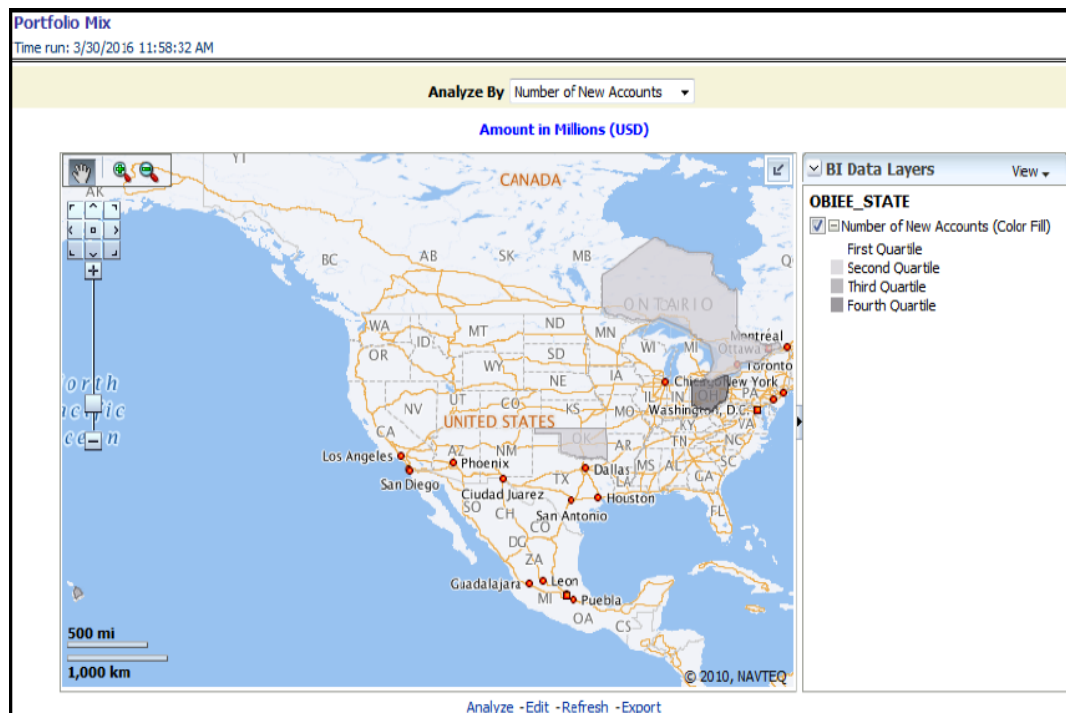 Portfolio Mix
Time run: 3/30/2016 11:58:32 AM
Analyze By Number of New Accounts
Amount in Millions (USD)
BI Data Layers View
OBIEE_STATE
Number of New Accounts (Color Fill)
First Quartile
Second Quartile
Third Quartile
Fourth Quartile
YT
AK
CANADA
BC
AB
SK
MB
ONTARIO
Q
WA
MT
ND
MN
Montréal
OR
ID
SD
WI
MI
Ottawa
WY
Toronto
orth
NE
IA
Chicago
New York
NV
UT
CO
IL
IN
OH
PA
KS
MO
Washington, D.C.
cific
cean
CA
UNITED STATES
KY
VA
OK
TN
NC
Los Angeles
AZ
NM
AR
SC
Phoenix
Dallas
MS
AL
GA
San Diego
TX
LA
Ciudad Juarez
Houston
SO
CH
San Antonio
FL
CO
DG
ZA
Guadalajara
Leon
MI
Puebla
OA
CS
500 mi
1,000 km
© 2010, NAVTEQ
Analyze - Edit - Refresh - Export